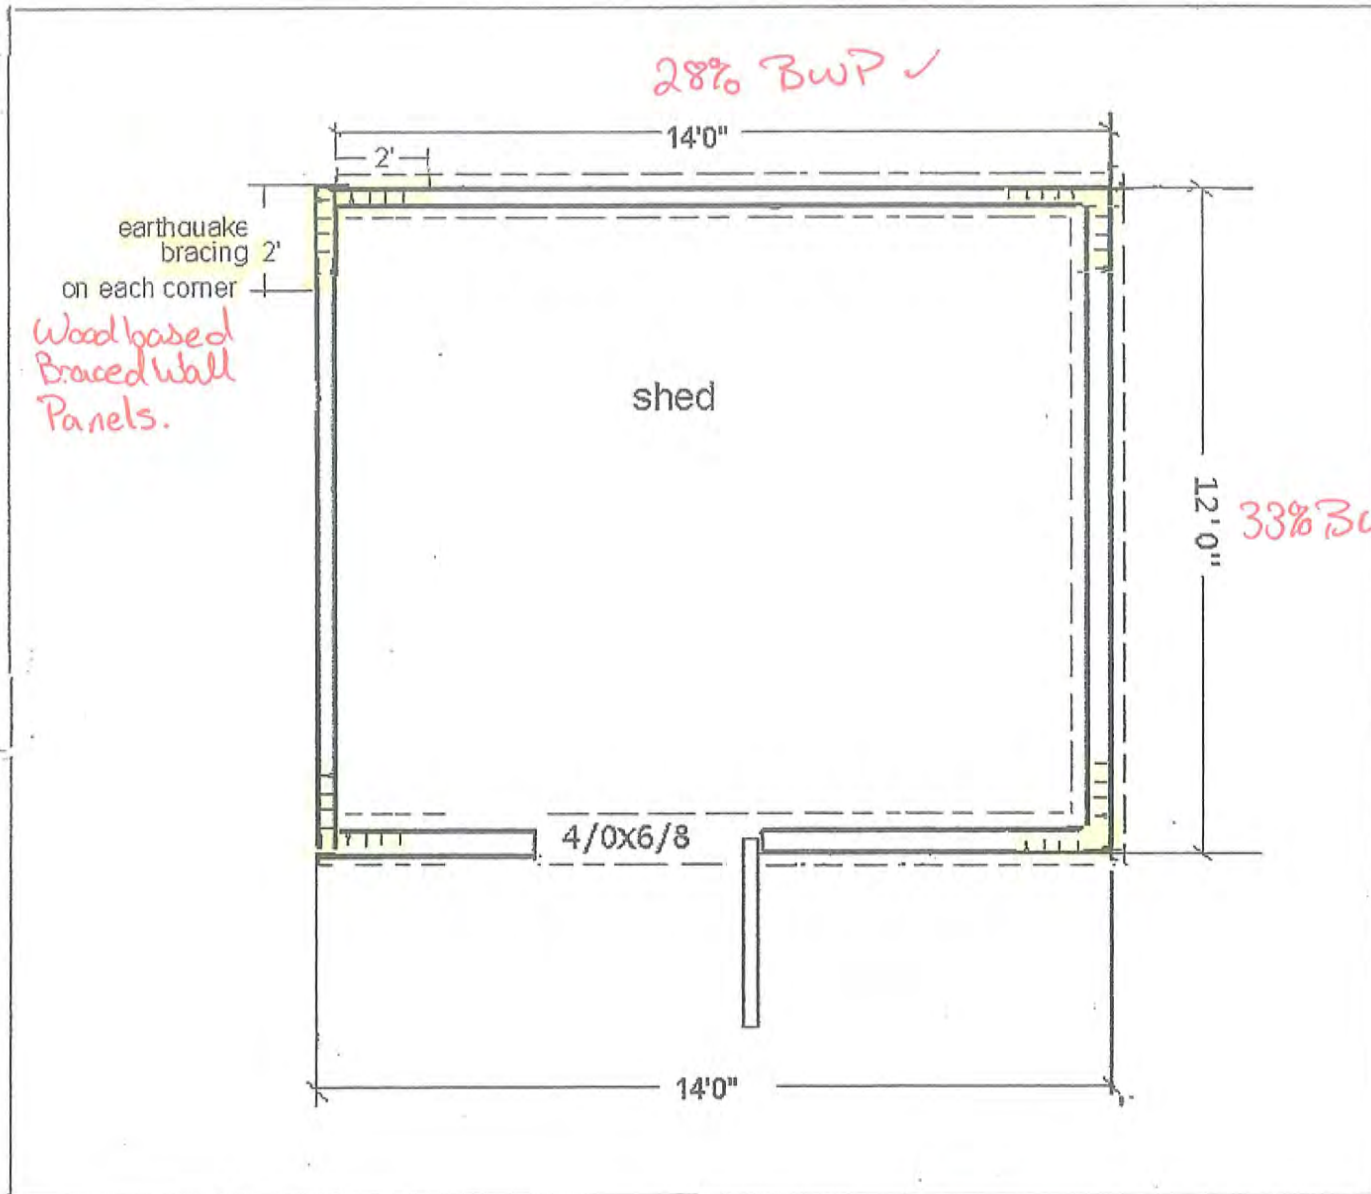 28% BWP ✓
14'0"
2'
earthquake
bracing 2'
on each corner
Wood based
Braced Wall
Panels.
shed
12'0"
33% B
4/0X6/8
14'0"